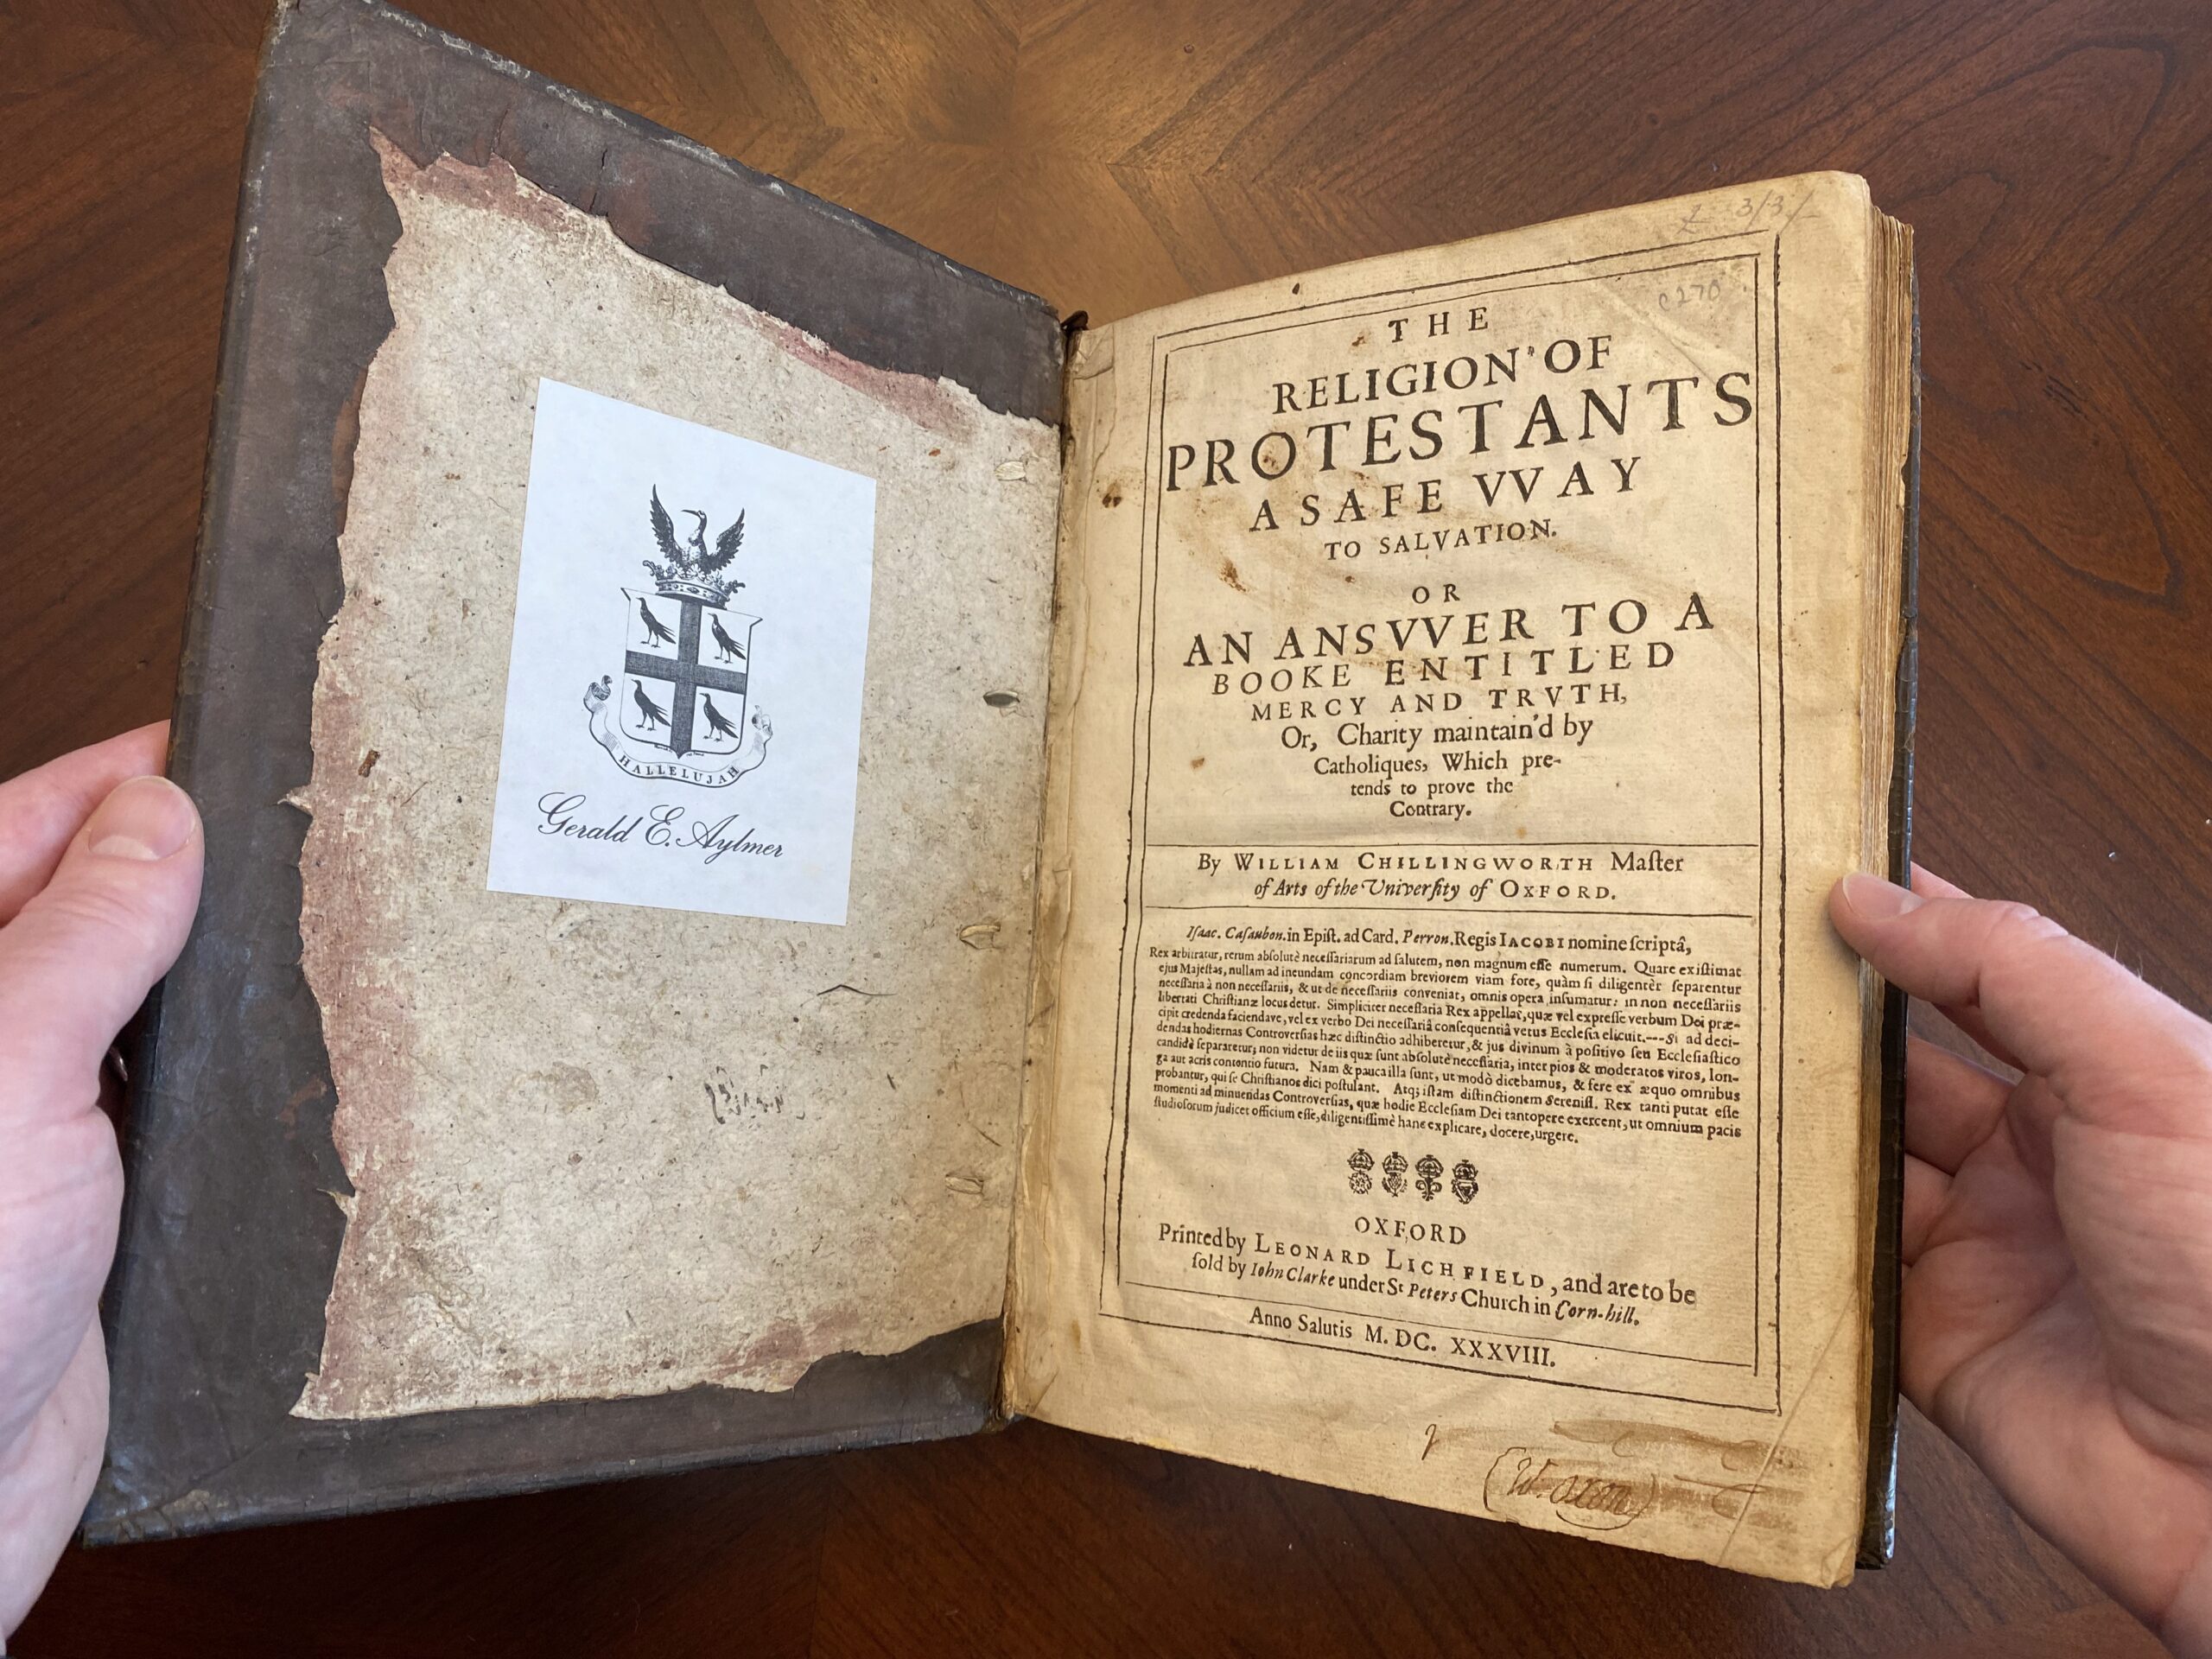 HALLELUJAH
Gerald E. Aylmer
£ 3/3/-
c270
THE
RELIGION OF
PROTESTANTS
A SAFE VVAY
TO SALVATION.
OR
AN ANSVVER TO A
BOOKE ENTITLED
MERCY AND TRVTH,
Or, Charity maintain'd by
Catholiques, Which pre-
tends to prove the
Contrary.
By WILLIAM CHILLINGWORTH Maſter
of Arts of the Univerſity of OXFORD.
Iſaac. Caſaubon. in Epiſt. ad Card. Perron. Regis IACOBI nomine ſcriptâ,
Rex arbitratur, rerum abſolutè neceſſariarum ad ſalutem, non magnum eſſe numerum. Quare exiſtimat
ejus Majeſtas, nullam ad ineundam concordiam breviorem viam fore, quàm ſi diligentèr ſeparentur
neceſſaria à non neceſſariis, & ut de neceſſariis conveniat, omnis opera inſumatur: in non neceſſariis
libertati Chriſtianæ locus detur. Simpliciter neceſſaria Rex appellat, quæ vel expreſſe verbum Dei præ-
cipit credenda faciendave, vel ex verbo Dei neceſſariâ conſequentiâ vetus Eccleſia elicuit.---Si ad deci-
dendas hodiernas Controverſias hæc diſtinctio adhiberetur, & jus divinum à poſitivo ſeu Eccleſiaſtico
candidè ſepararetur; non videtur de iis quæ ſunt abſolutè neceſſaria, inter pios & moderatos viros, lon-
ga aut acris contentio futura. Nam & pauca illa ſunt, ut modò dicebamus, & fere ex æquo omnibus
probantur, qui ſe Chriſtianos dici poſtulant. Atq; iſtam diſtinctionem Sereniſſ. Rex tanti putat eſſe
momenti ad minuendas Controverſias, quæ hodie Eccleſiam Dei tantopere exercent, ut omnium pacis
ſtudioſorum judicet officium eſſe, diligentiſſimè hanc explicare, docere, urgere.
OXFORD
Printed by LEONARD LICHFIELD, and are to be
ſold by Iohn Clarke under St Peters Church in Corn-hill.
Anno Salutis M. DC. XXXVIII.
(W. oxon)